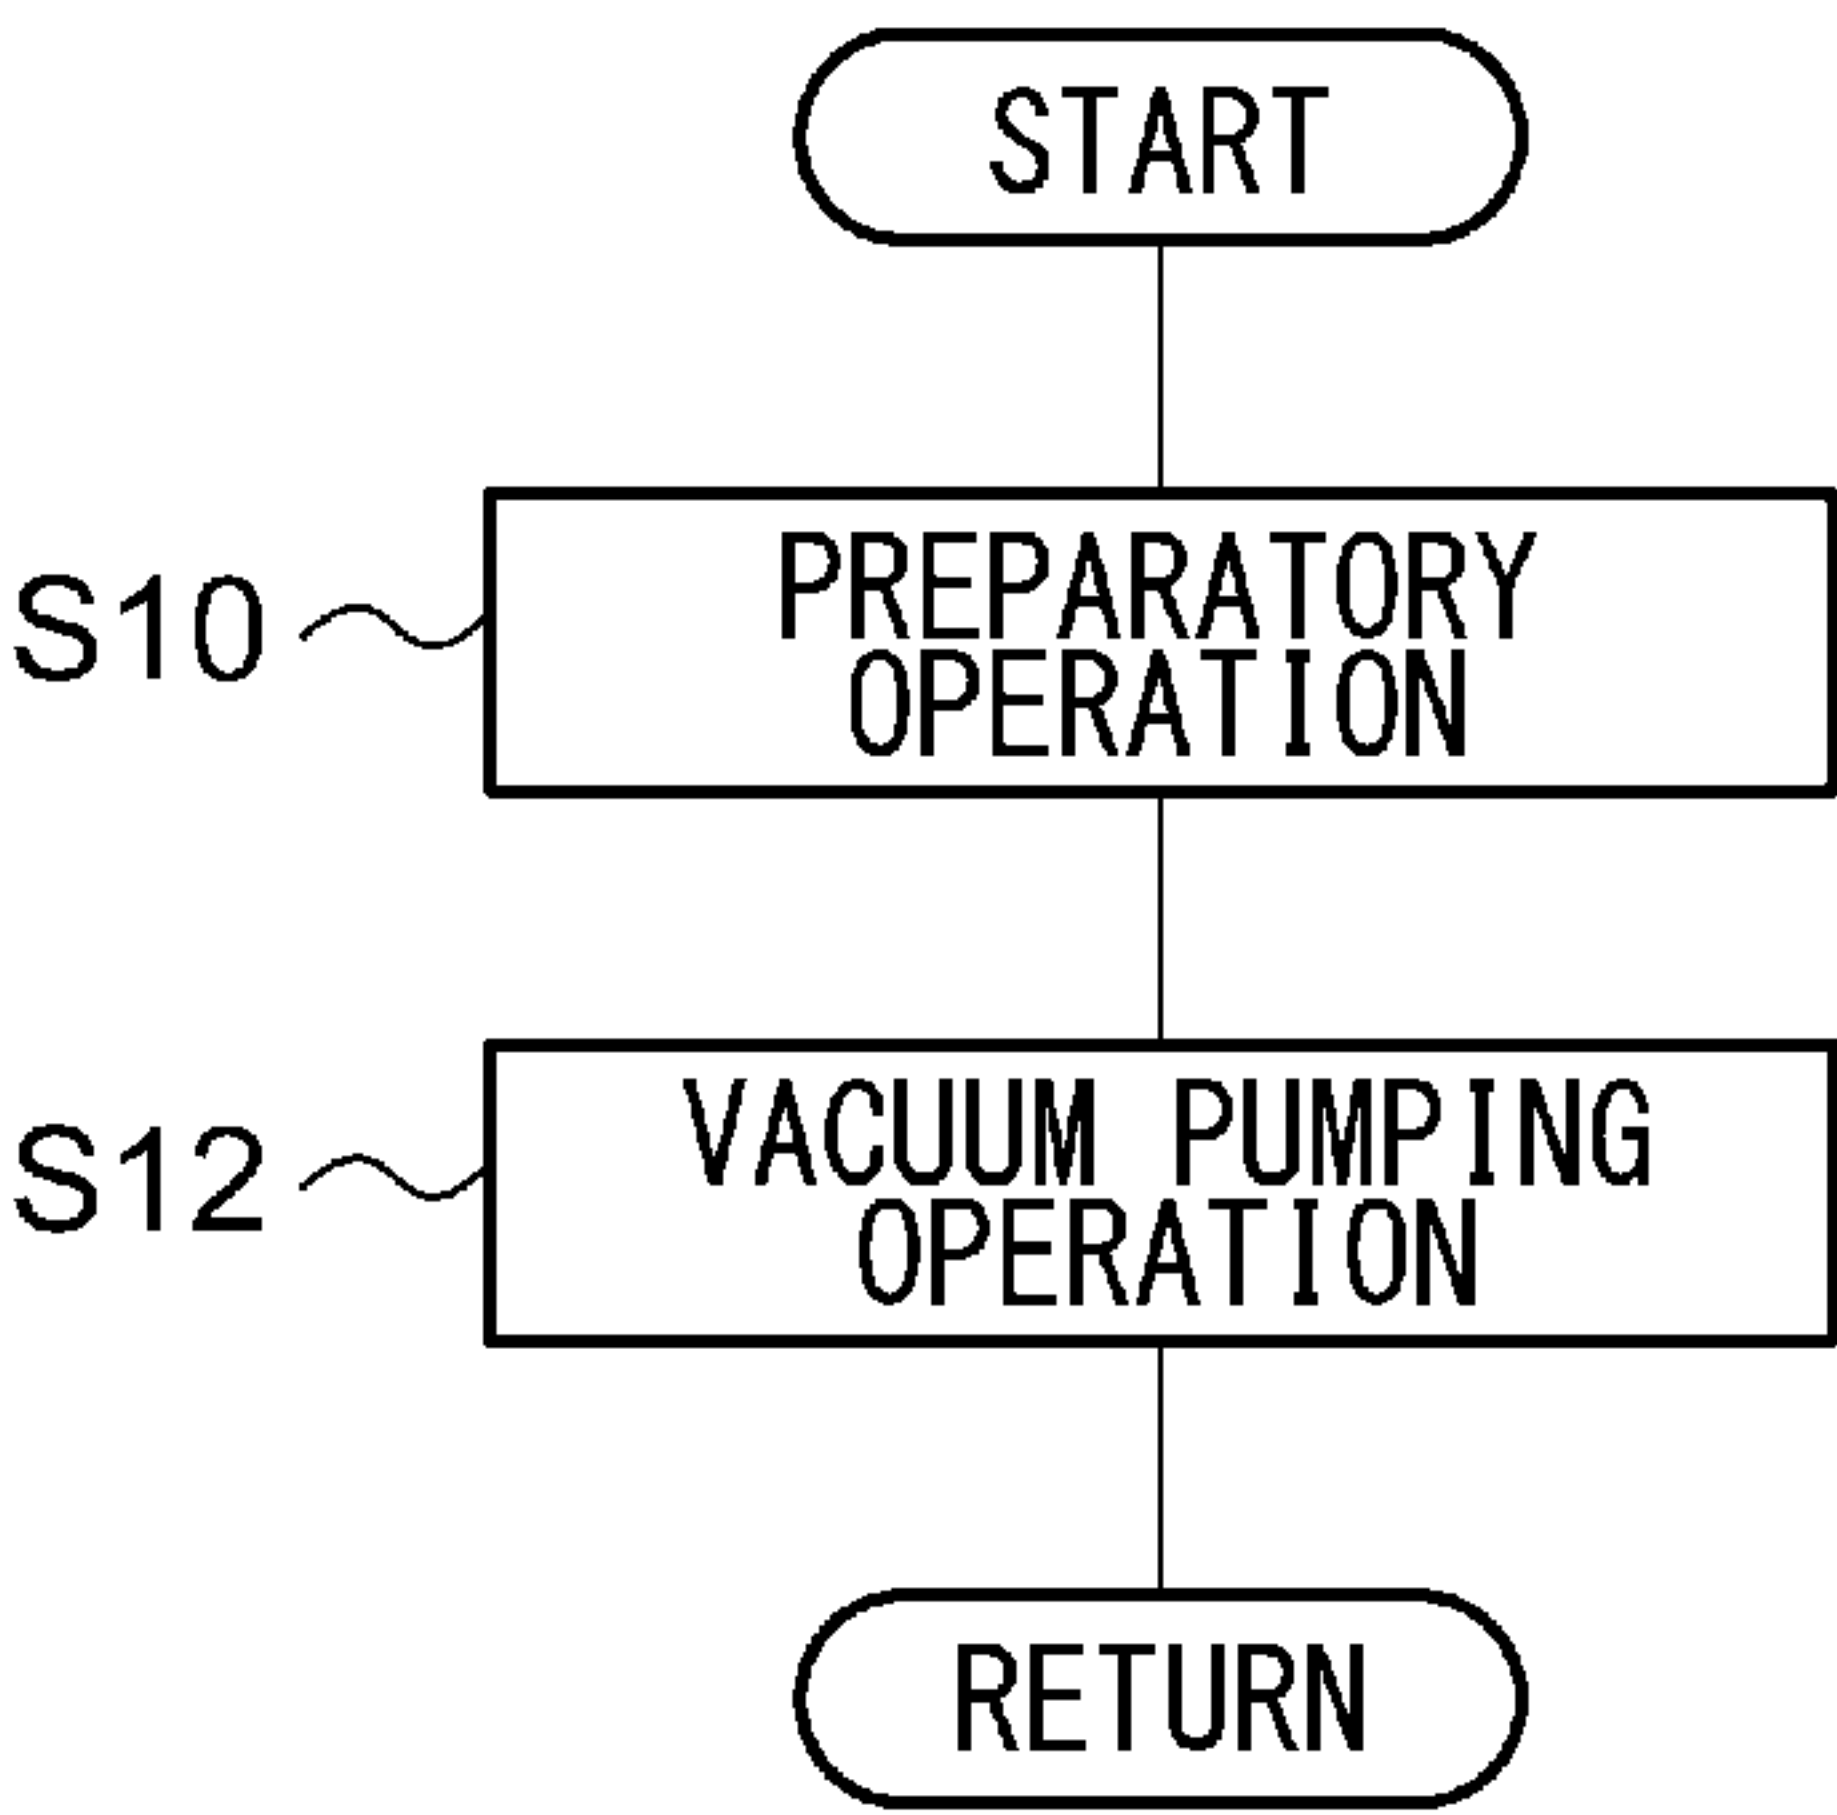 START
S10
PREPARATORY
OPERATION
S12
VACUUM PUMPING
OPERATION
RETURN